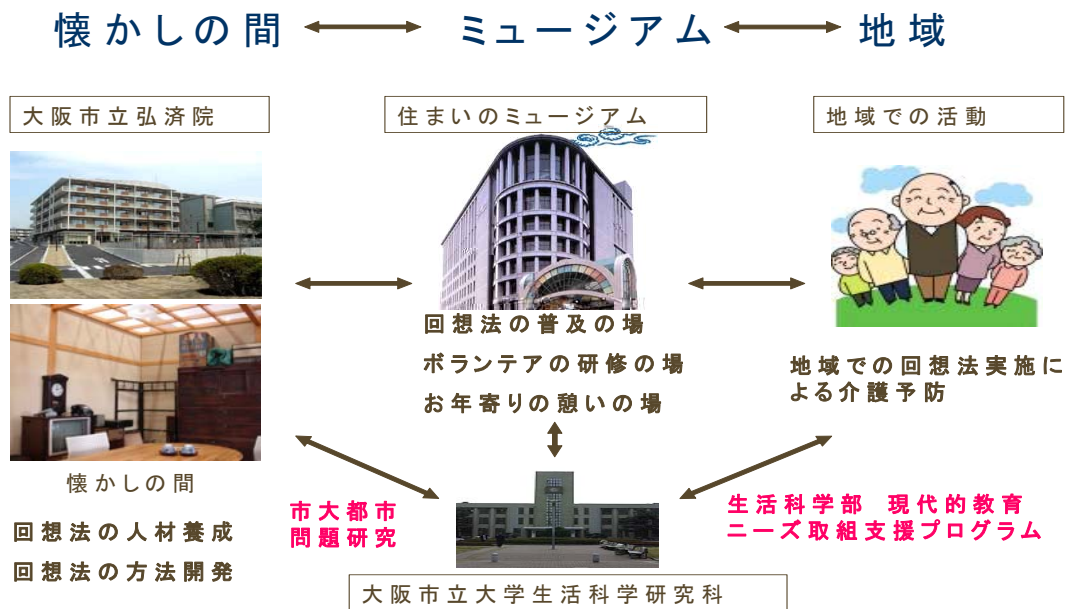 懐かしの間
ミュージアム
地域
大阪市立弘済院
住まいのミュージアム
地域での活動
回想法の普及の場
ボランテアの研修の場
お年寄りの憩いの場
地域での回想法実施に
よる介護予防
懐かしの間
回想法の人材養成
回想法の方法開発
市大都市
問題研究
生活科学部 現代的教育
ニーズ取組支援プログラム
大阪市立大学生活科学研究科